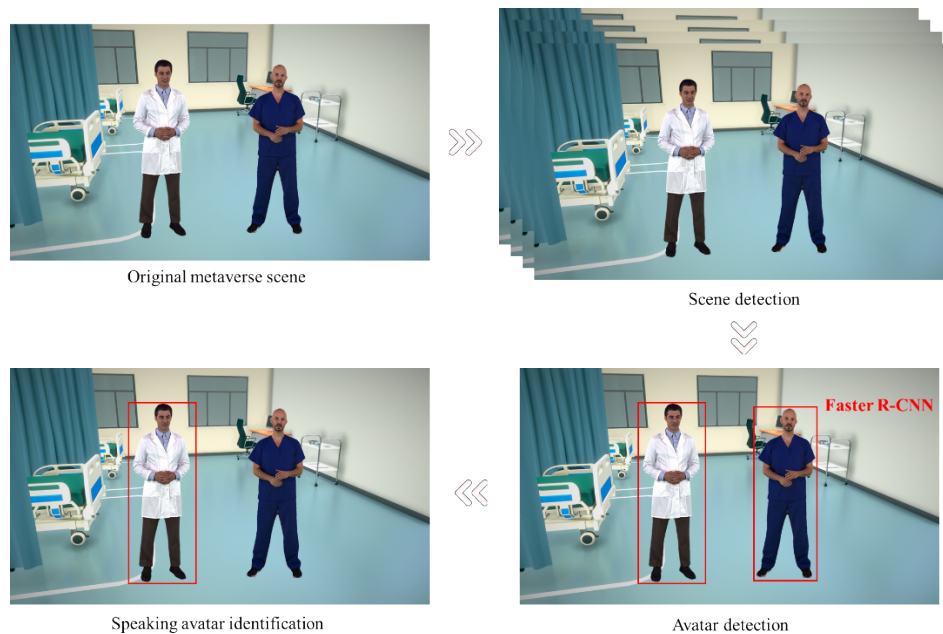 Original metaverse scene
Scene detection
Faster R-CNN
Speaking avatar identification
Avatar detection